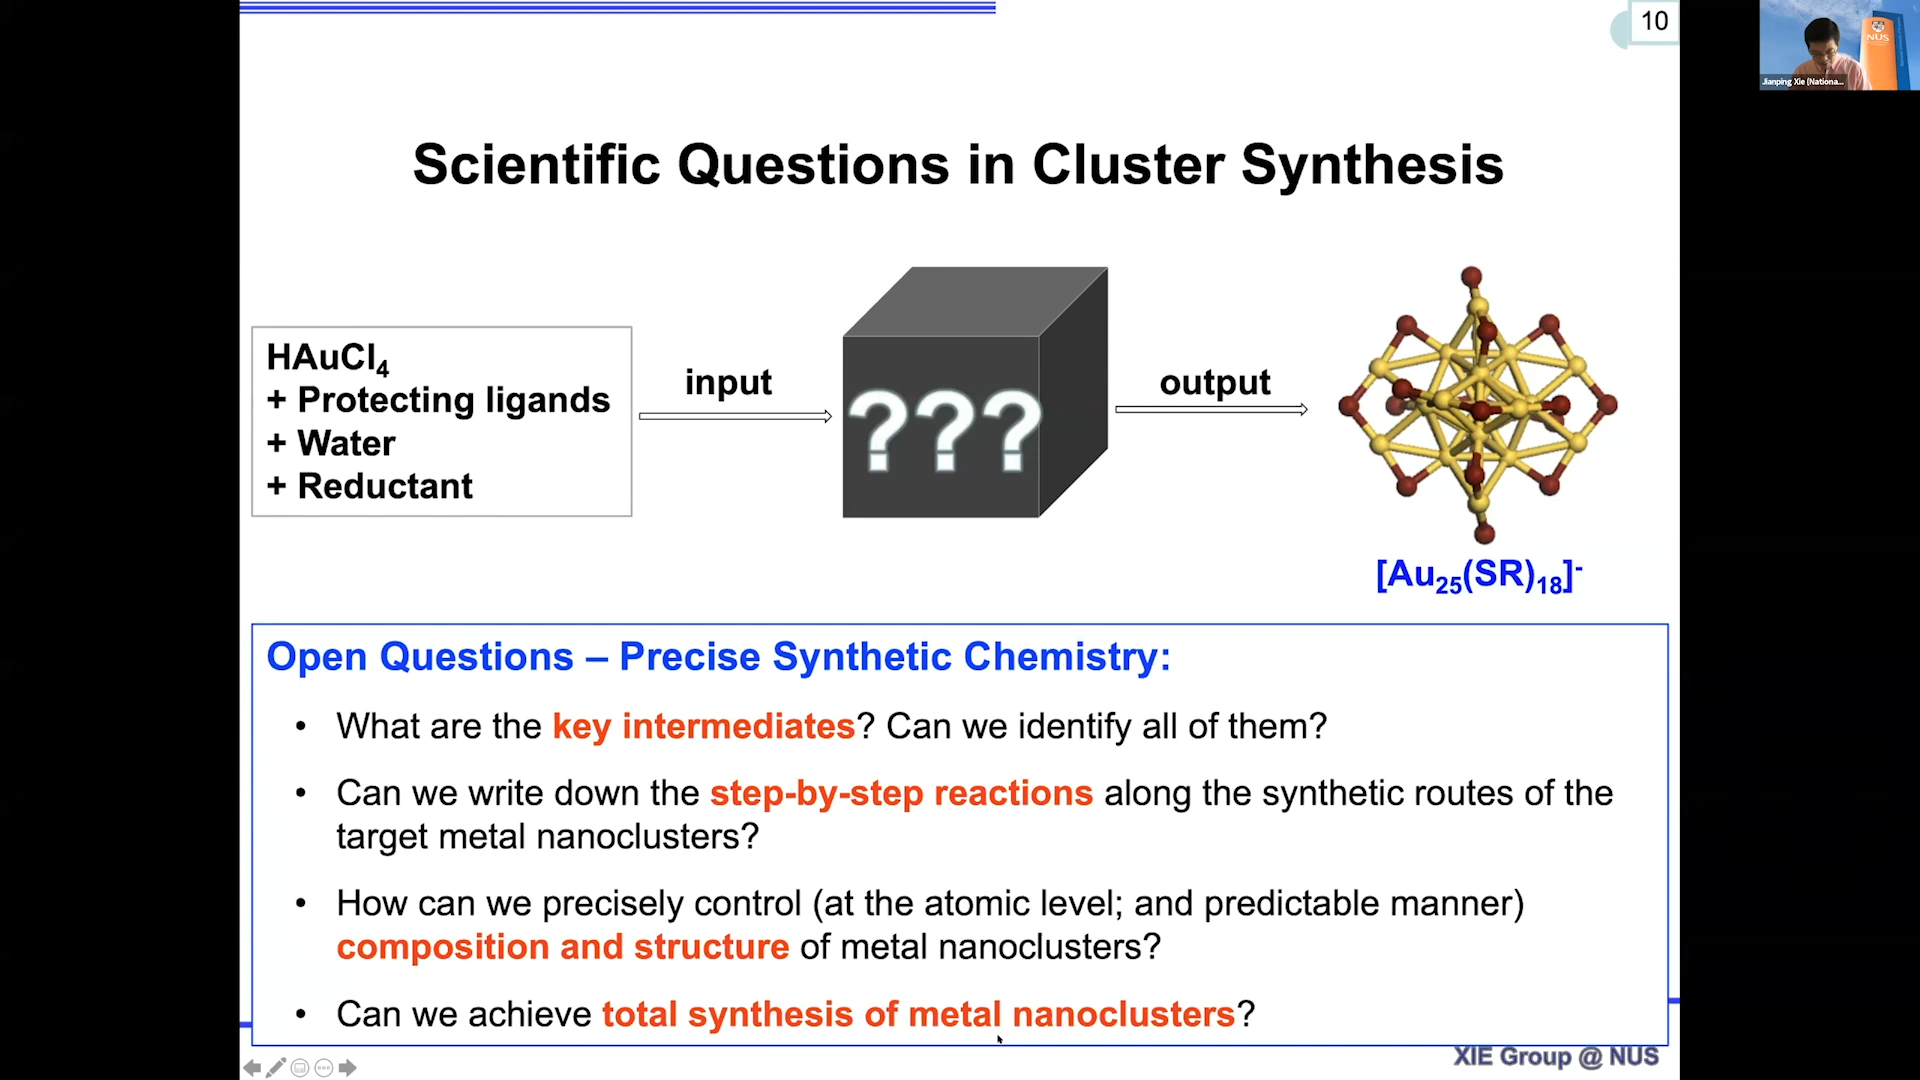 10
NUS
Jianping Xie (Nationa...
Scientific Questions in Cluster Synthesis
HAuCl₄
+ Protecting ligands
+ Water
+ Reductant
input
???
output
[Au₂₅(SR)₁₈]⁻
Open Questions – Precise Synthetic Chemistry:
• What are the key intermediates? Can we identify all of them?
• Can we write down the step-by-step reactions along the synthetic routes of the
target metal nanoclusters?
• How can we precisely control (at the atomic level; and predictable manner)
composition and structure of metal nanoclusters?
• Can we achieve total synthesis of metal nanoclusters?
XIE Group @ NUS